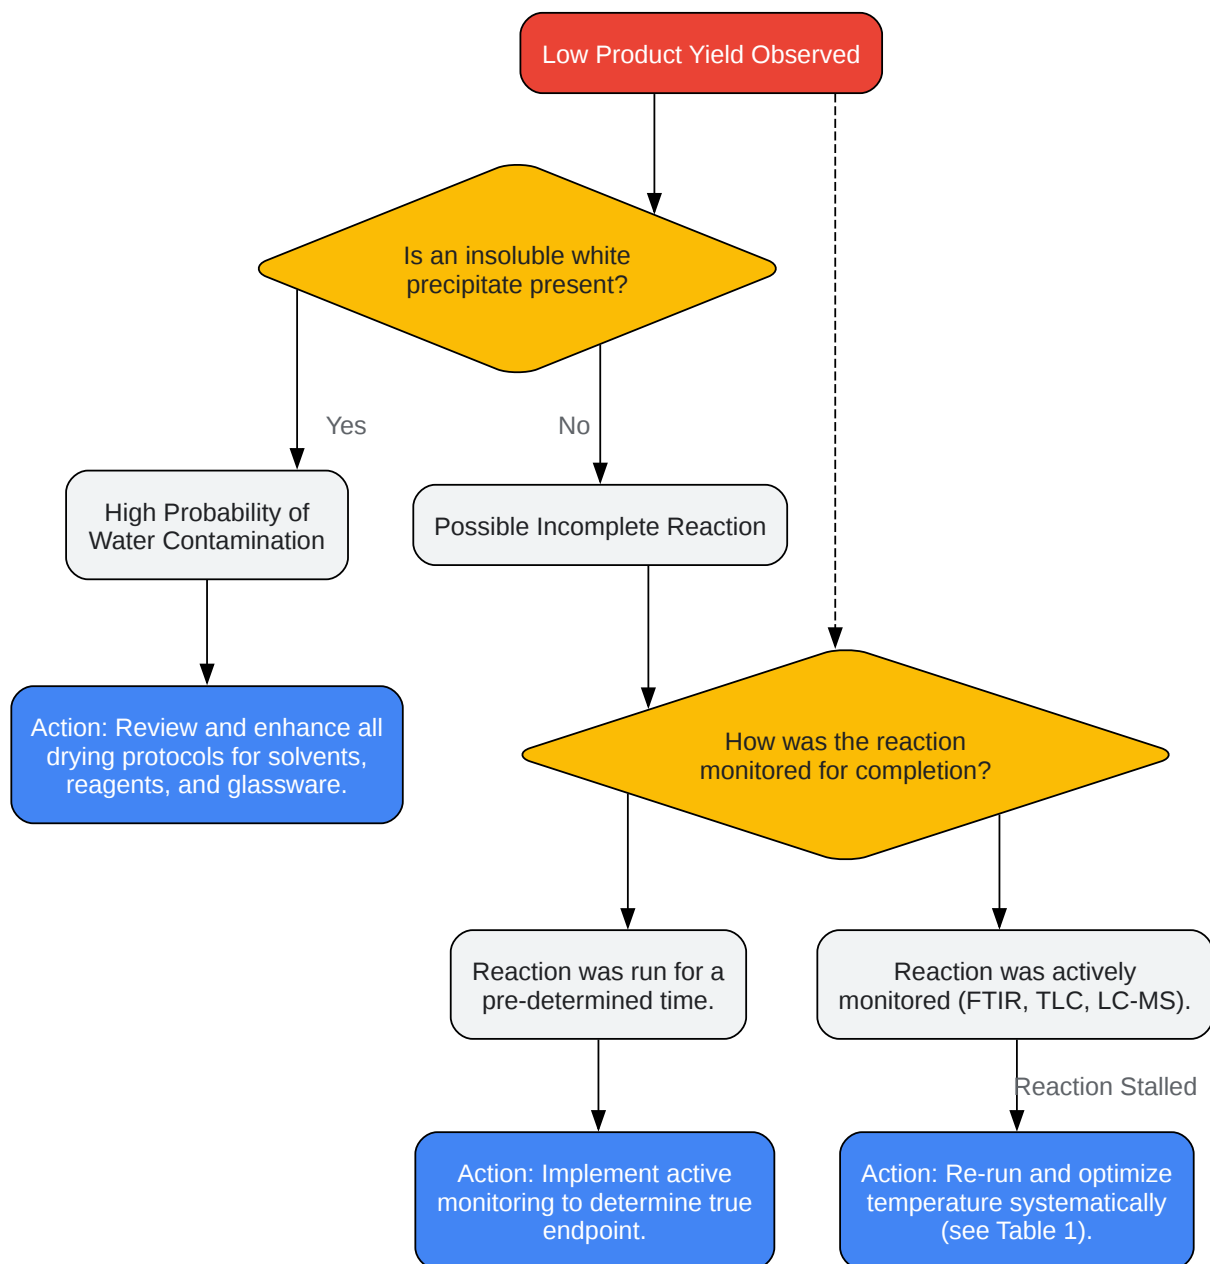 Low Product Yield Observed
Is an insoluble white
precipitate present?
Yes
No
High Probability of
Water Contamination
Possible Incomplete Reaction
Action: Review and enhance all
drying protocols for solvents,
reagents, and glassware.
How was the reaction
monitored for completion?
Reaction was run for a
pre-determined time.
Reaction was actively
monitored (FTIR, TLC, LC-MS).
Reaction Stalled
Action: Implement active
monitoring to determine true
endpoint.
Action: Re-run and optimize
temperature systematically
(see Table 1).